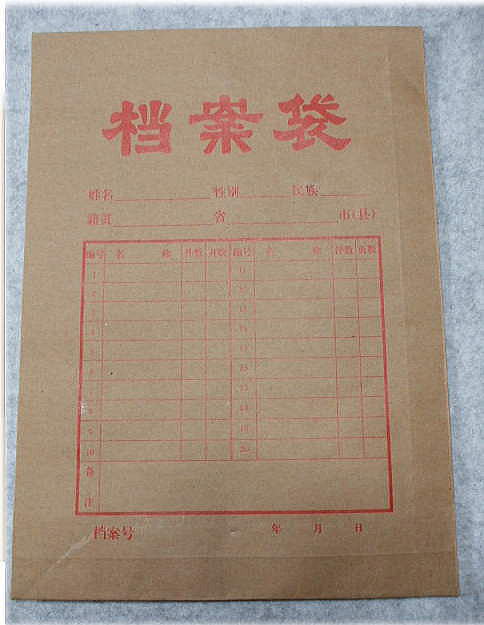 档案袋
姓名 性别 民族
籍贯 省 市(县)
编号 名 称 件数 页数 编号 名 称 件数 页数
1 11
2 12
3 13
4 14
5 15
6 16
7 17
8 18
9 19
10 20
备注
档案号 年 月 日